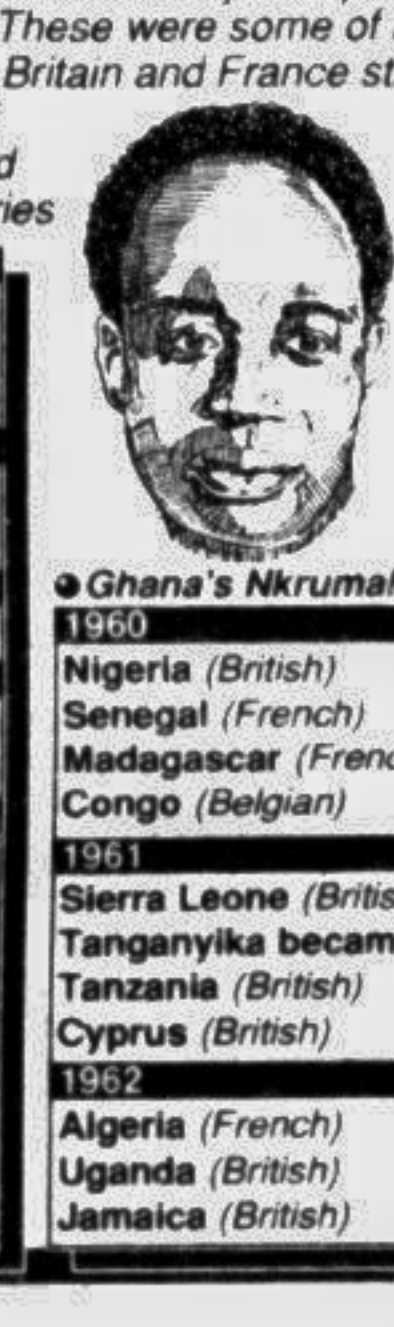 These were some of
Britain and France st
d
ries
Ghana's Nkrumah
1960
Nigeria (British)
Senegal (French)
Madagascar (Frenc
Congo (Belgian)
1961
Sierra Leone (Britis
Tanganyika becam
Tanzania (British)
Cyprus (British)
1962
Algeria (French)
Uganda (British)
Jamaica (British)